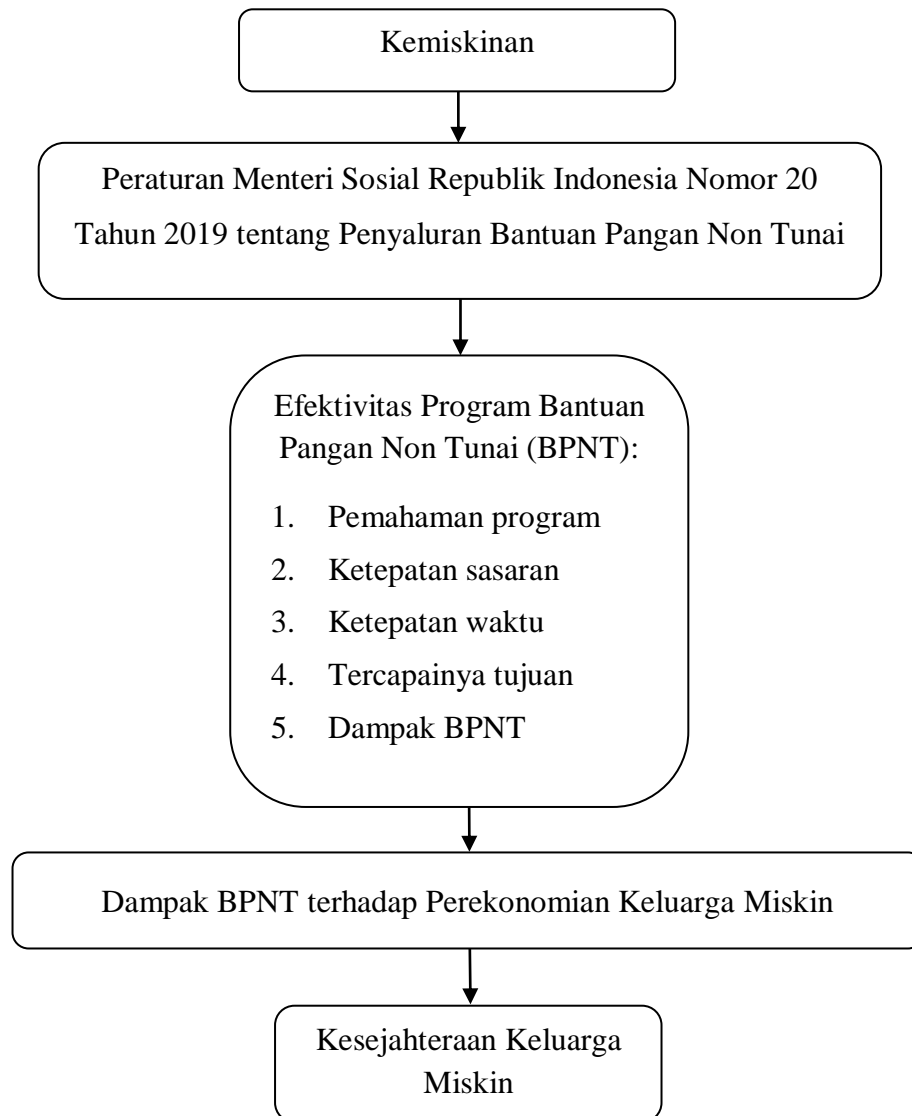 Kemiskinan
Peraturan Menteri Sosial Republik Indonesia Nomor 20
Tahun 2019 tentang Penyaluran Bantuan Pangan Non Tunai
Efektivitas Program Bantuan
Pangan Non Tunai (BPNT):
1. Pemahaman program
2. Ketepatan sasaran
3. Ketepatan waktu
4. Tercapainya tujuan
5. Dampak BPNT
Dampak BPNT terhadap Perekonomian Keluarga Miskin
Kesejahteraan Keluarga
Miskin